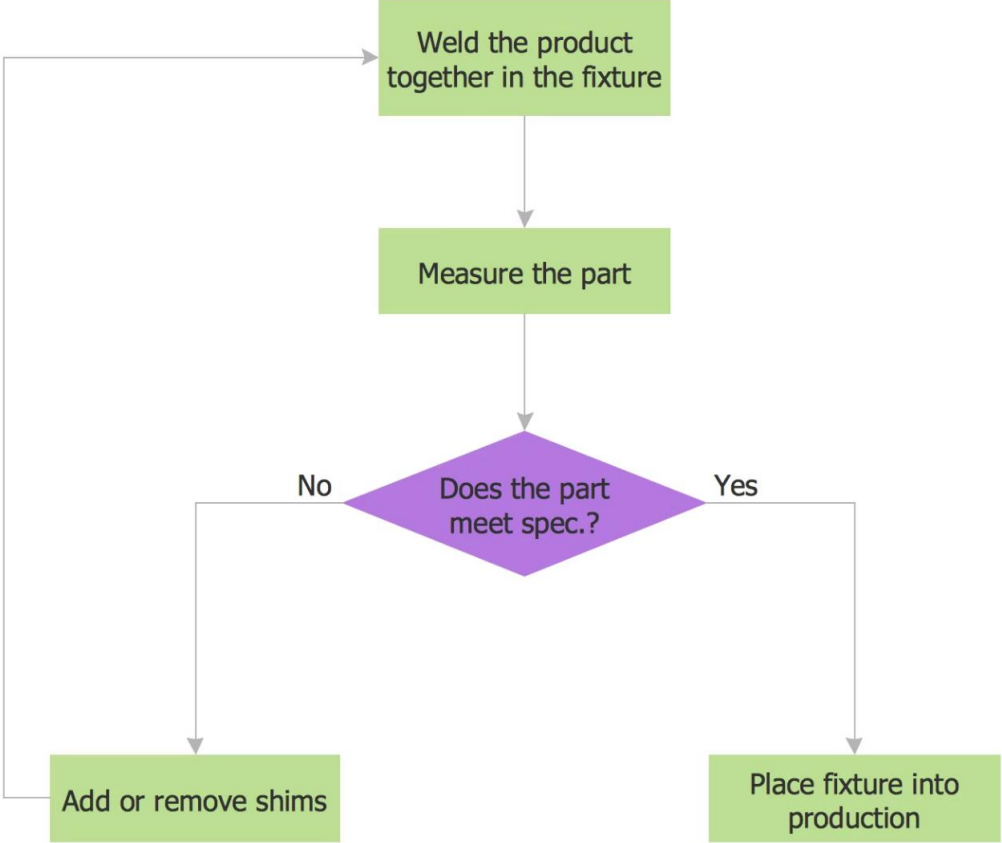 Weld the product
together in the fixture
Measure the part
Does the part
meet spec.?
No
Yes
Add or remove shims
Place fixture into
production